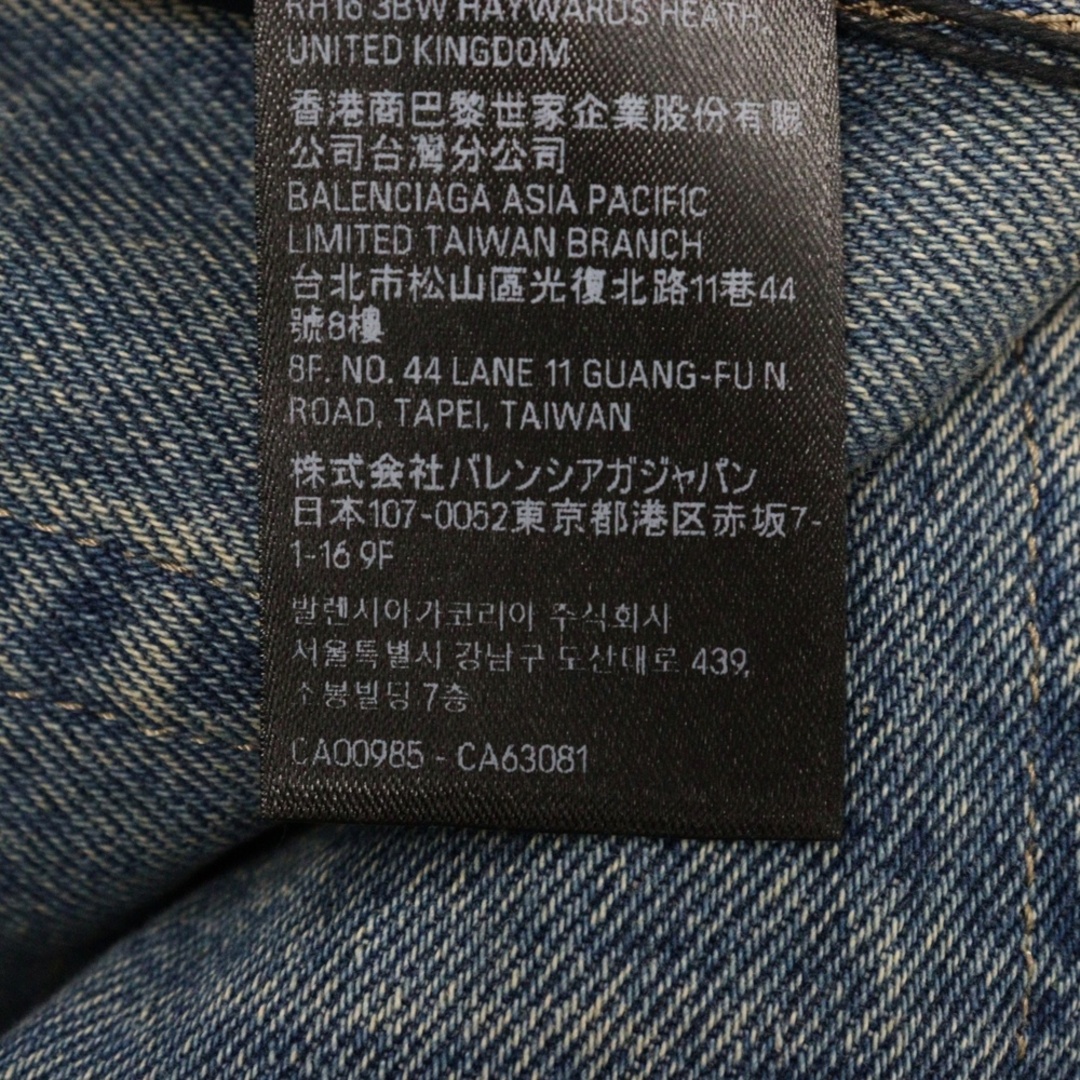 RH16 3BW HAYWARDS HEATH,
UNITED KINGDOM
香港商巴黎世家企業股份有限
公司台灣分公司
BALENCIAGA ASIA PACIFIC
LIMITED TAIWAN BRANCH
台北市松山區光復北路11巷44
號8樓
8F. NO. 44 LANE 11 GUANG-FU N.
ROAD, TAPEI, TAIWAN
株式会社バレンシアガジャパン
日本107-0052東京都港区赤坂7-
1-16 9F
발렌시아가코리아 주식회사
서울특별시 강남구 도산대로 439,
7층
CA00985 - CA63081